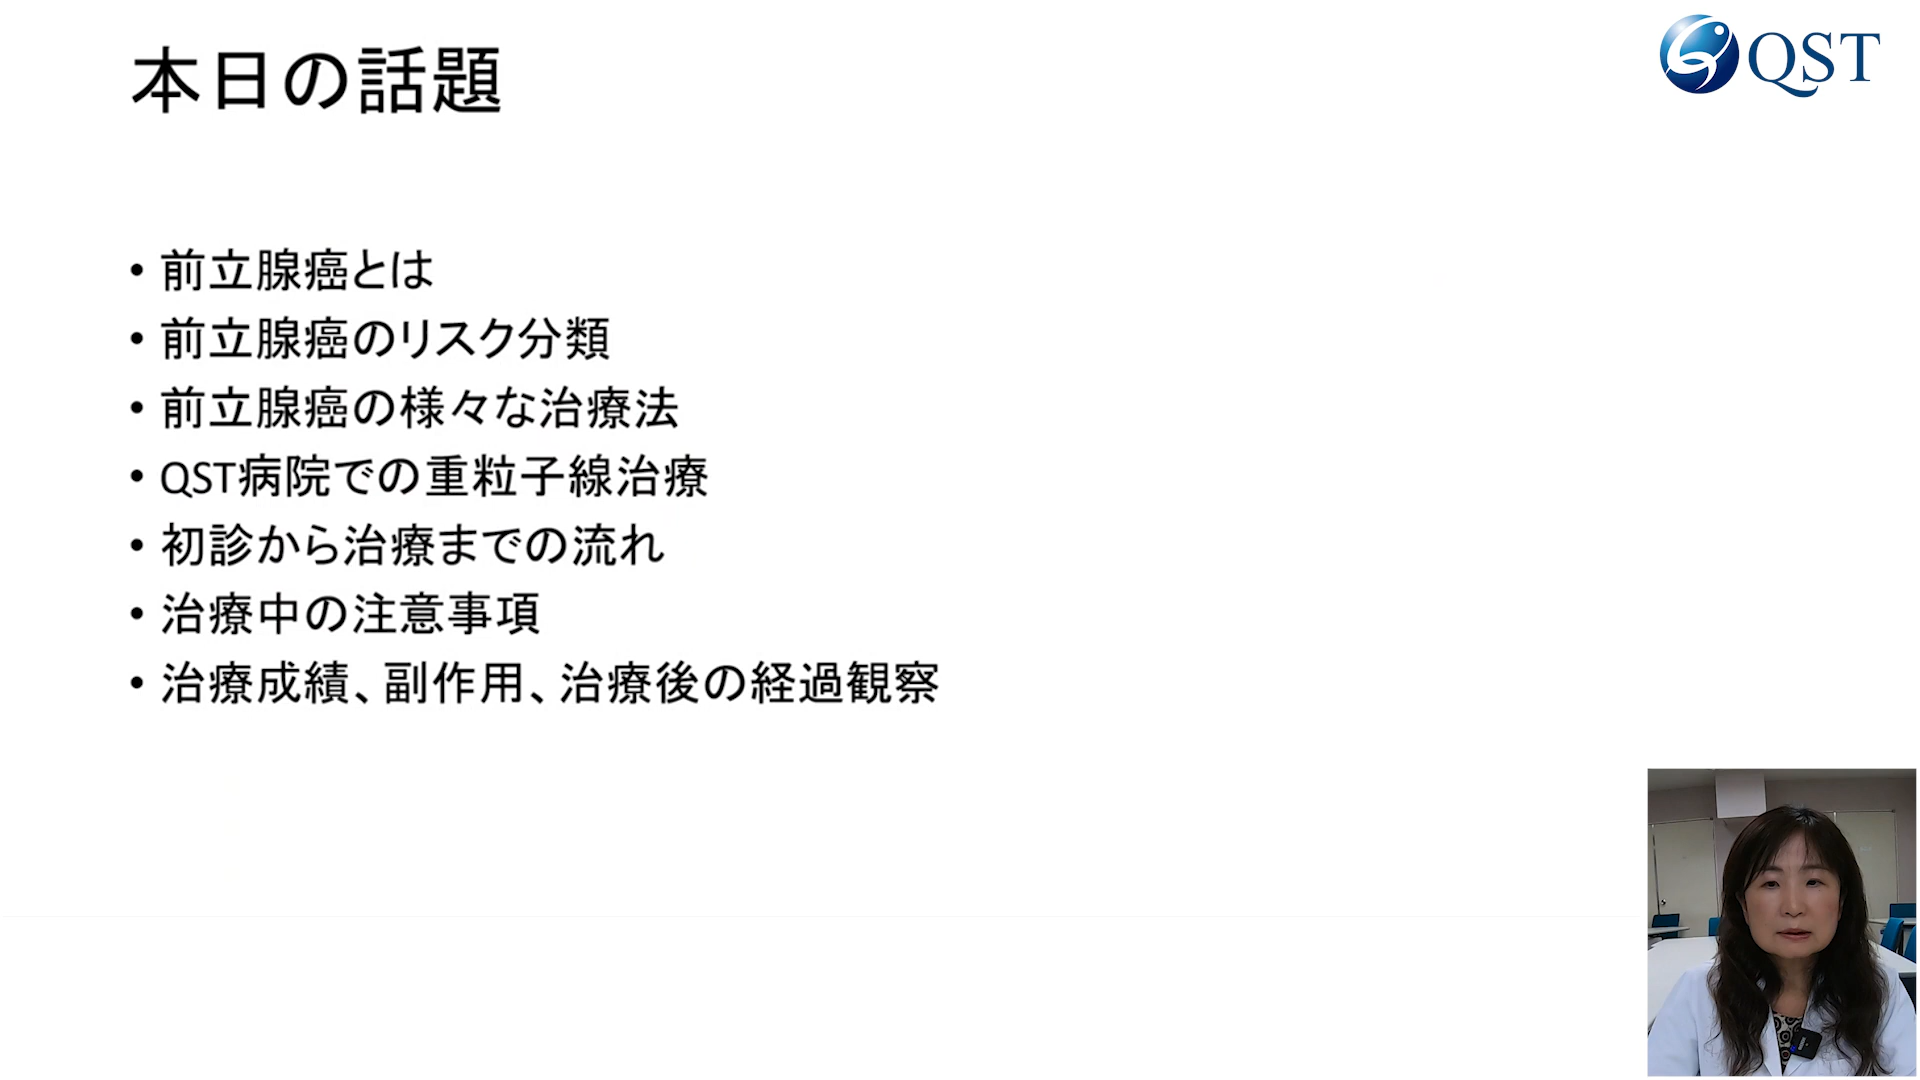 本日の話題
QST
• 前立腺癌とは
• 前立腺癌のリスク分類
• 前立腺癌の様々な治療法
• QST病院での重粒子線治療
• 初診から治療までの流れ
• 治療中の注意事項
• 治療成績、副作用、治療後の経過観察